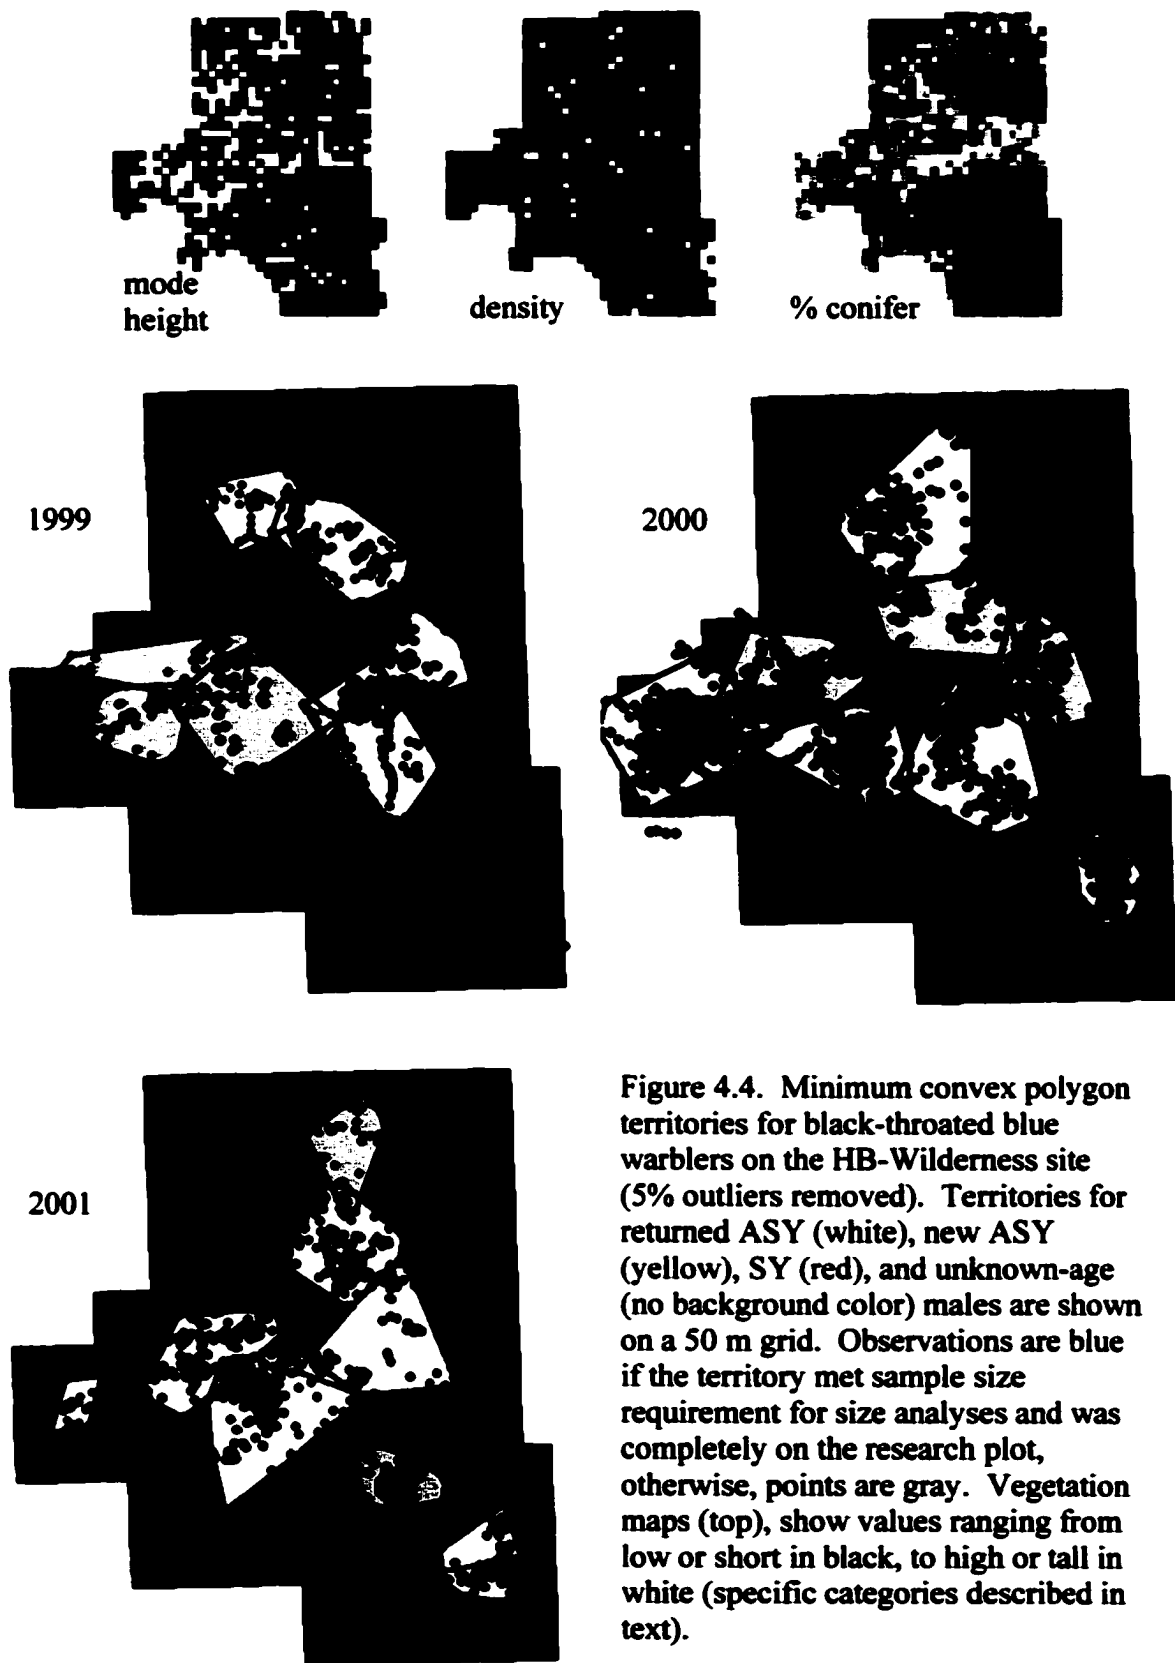 mode
height
density
% conifer
1999
2000
2001
Figure 4.4. Minimum convex polygon
territories for black-throated blue
warblers on the HB-Wilderness site
(5% outliers removed). Territories for
returned ASY (white), new ASY
(yellow), SY (red), and unknown-age
(no background color) males are shown
on a 50 m grid. Observations are blue
if the territory met sample size
requirement for size analyses and was
completely on the research plot,
otherwise, points are gray. Vegetation
maps (top), show values ranging from
low or short in black, to high or tall in
white (specific categories described in
text).